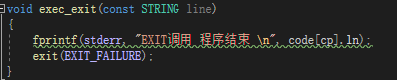 void exec_exit(const STRING line)
{
fprintf(stderr, "EXIT调用 程序结束 \n", code[cp].ln);
exit(EXIT_FAILURE);
}